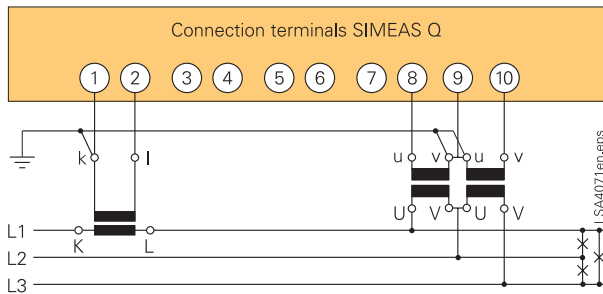 Connection terminals SIMEAS Q
1 2 3 4 5 6 7 8 9 10
k l u v u v
U V U V
L1 K L
L2
L3
LSA4071en.eps